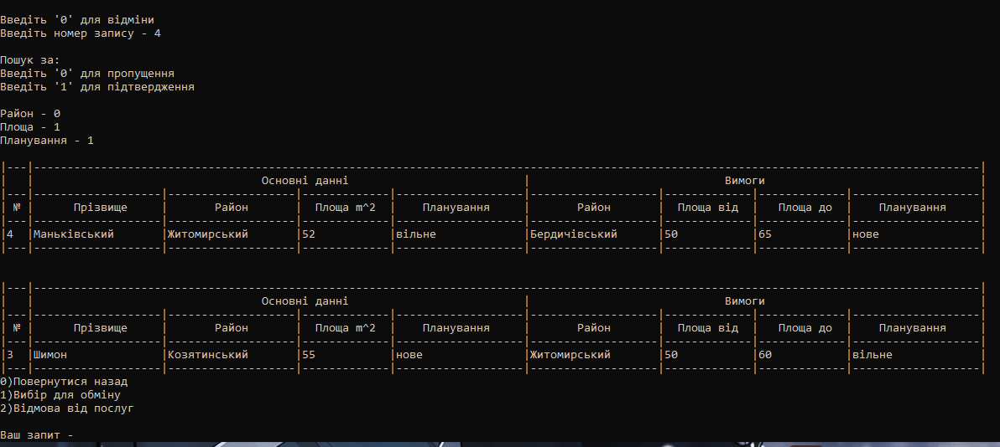 Введіть '0' для відміни
Введіть номер запису - 4
Пошук за:
Введіть '0' для пропущення
Введіть '1' для підтвердження
Район - 0
Площа - 1
Планування - 1
|---|---------------------------------------------------------------------------------------------------------------------------------------------|
|   |                                  Основні данні                          |                             Вимоги                                |
|---|-------------------|-------------------|-------------|-------------------|-------------------|-------------|-------------|-------------------|
| № |      Прізвище     |       Район       |  Площа m^2  |    Планування     |       Район       |  Площа від  |   Площа до  |    Планування     |
|---|-------------------|-------------------|-------------|-------------------|-------------------|-------------|-------------|-------------------|
|4  |Маньківський       |Житомирський       |52           |вільне             |Бердичівський      |50           |65           |нове               |
|---|-------------------|-------------------|-------------|-------------------|-------------------|-------------|-------------|-------------------|
|---|---------------------------------------------------------------------------------------------------------------------------------------------|
|   |                                  Основні данні                          |                             Вимоги                                |
|---|-------------------|-------------------|-------------|-------------------|-------------------|-------------|-------------|-------------------|
| № |      Прізвище     |       Район       |  Площа m^2  |    Планування     |       Район       |  Площа від  |   Площа до  |    Планування     |
|---|-------------------|-------------------|-------------|-------------------|-------------------|-------------|-------------|-------------------|
|3  |Шимон              |Козятинський       |55           |нове               |Житомирський       |50           |60           |вільне             |
|---|-------------------|-------------------|-------------|-------------------|-------------------|-------------|-------------|-------------------|
0)Повернутися назад
1)Вибір для обміну
2)Відмова від послуг
Ваш запит -